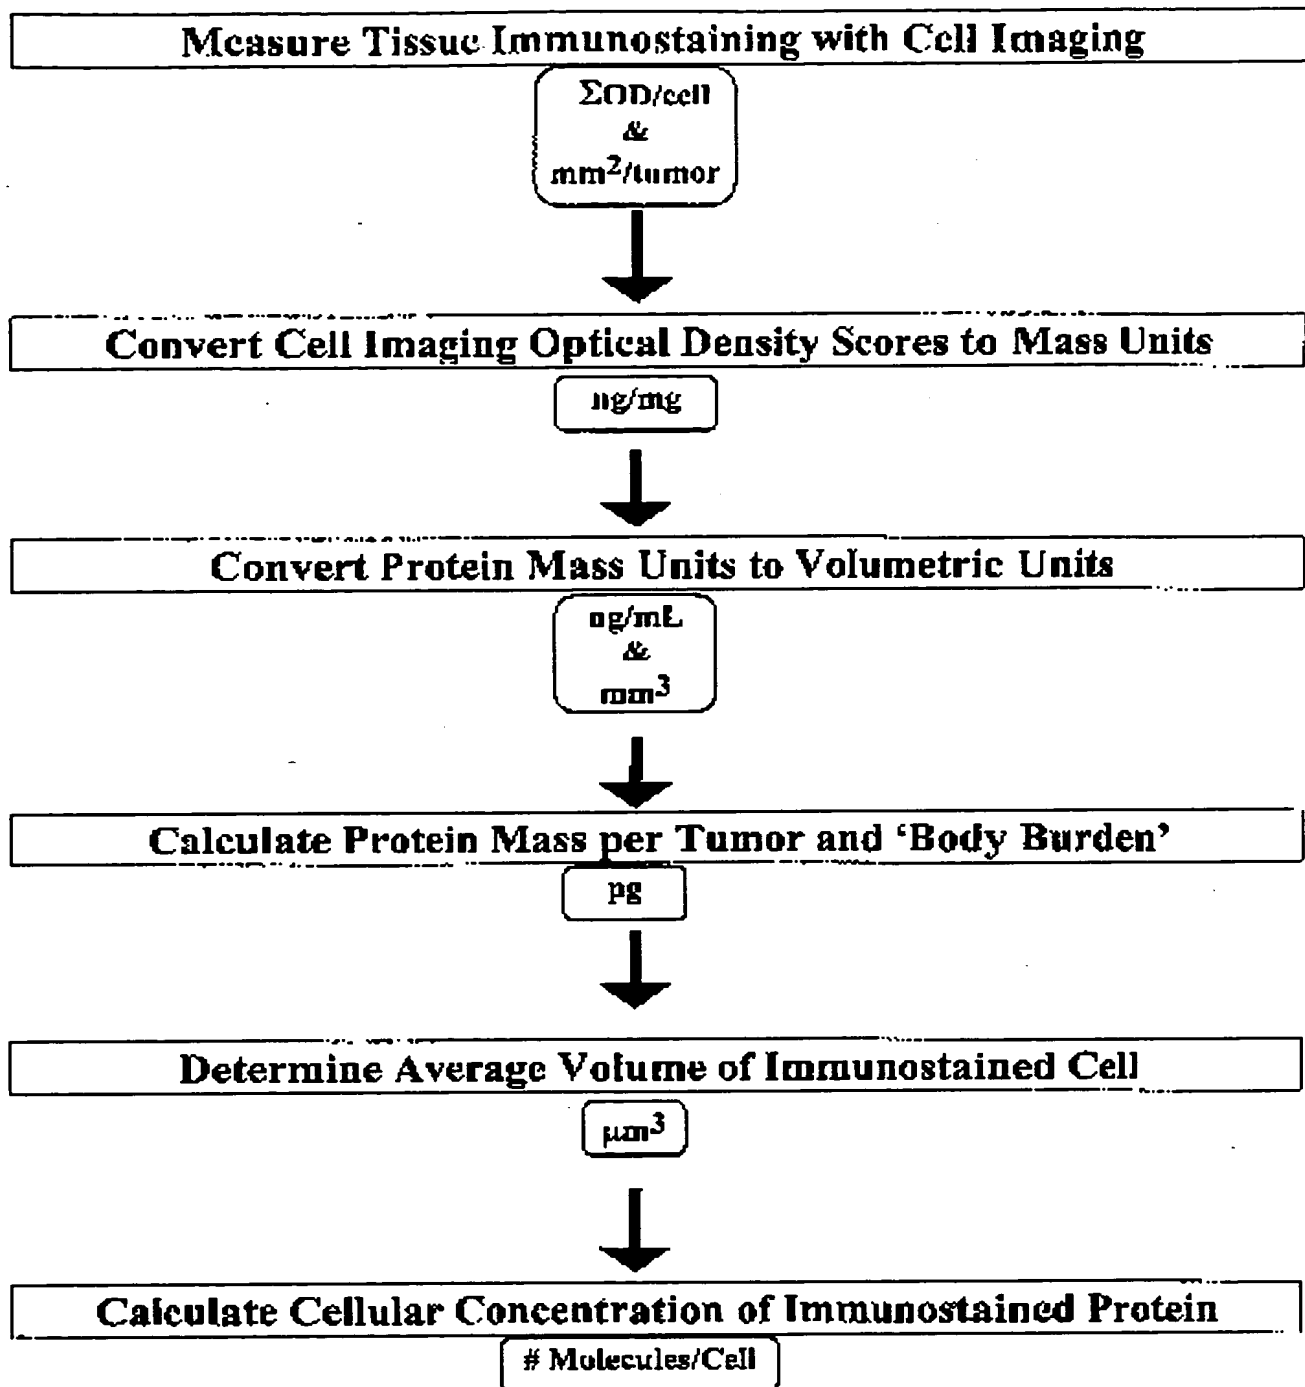 Measure Tissue Immunostaining with Cell Imaging
ΣOD/cell
&
mm²/tumor
Convert Cell Imaging Optical Density Scores to Mass Units
ng/mg
Convert Protein Mass Units to Volumetric Units
ng/mL
&
mm³
Calculate Protein Mass per Tumor and ‘Body Burden’
pg
Determine Average Volume of Immunostained Cell
µm³
Calculate Cellular Concentration of Immunostained Protein
# Molecules/Cell